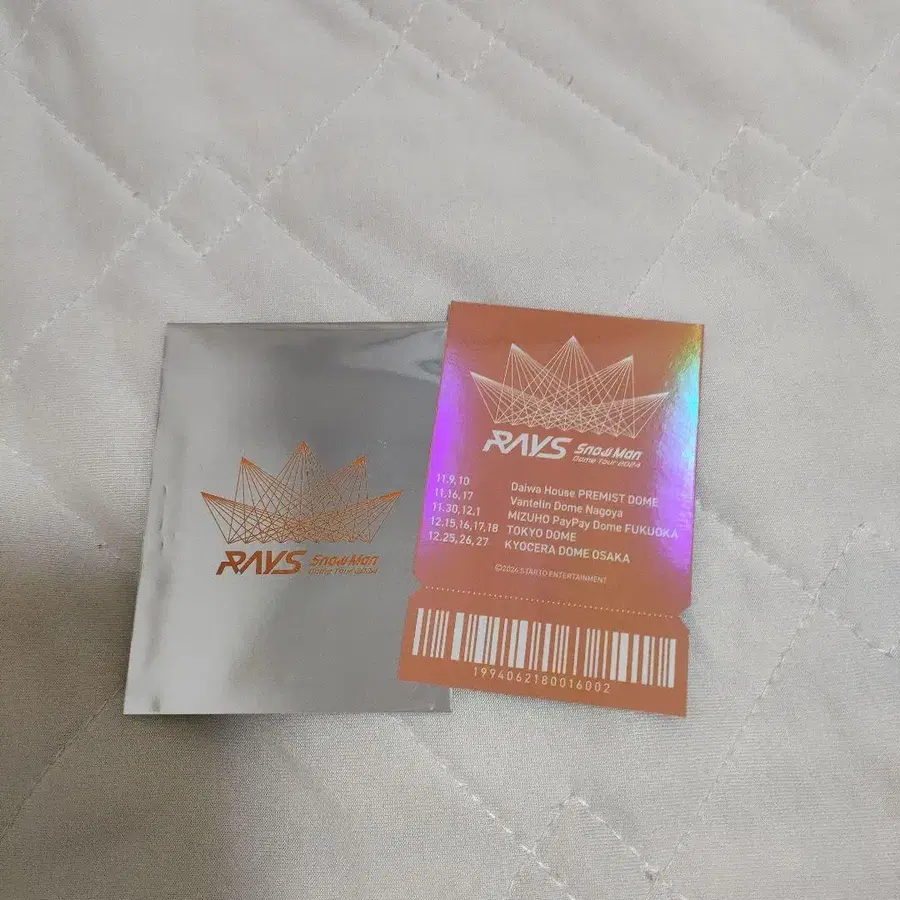 RAYS Snow Man
Dome Tour 2024
RAYS Snow Man
Dome Tour 2024
11.9,10 Daiwa House PREMIST DOME
11.16,17 Vantelin Dome Nagoya
11.30,12.1 MIZUHO PayPay Dome FUKUOKA
12.15,16,17,18 TOKYO DOME
12.25,26,27 KYOCERA DOME OSAKA
©2024 STARTO ENTERTAINMENT
1994062180016002